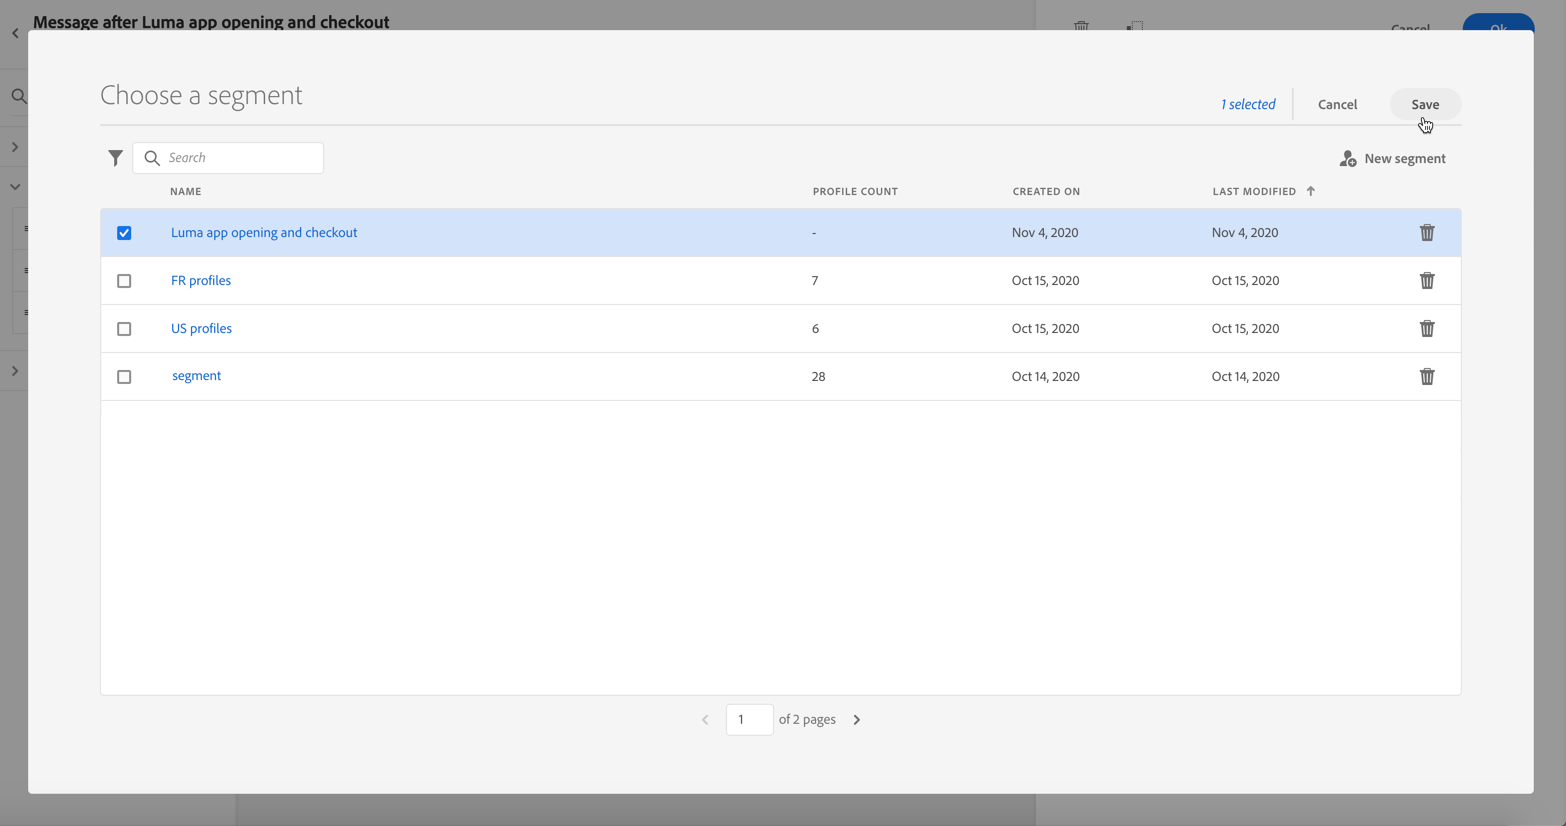 Message after Luma app opening and checkout
Cancel
Ok
Choose a segment
1 selected
Cancel
Save
Search
New segment
NAME PROFILE COUNT CREATED ON LAST MODIFIED
Luma app opening and checkout - Nov 4, 2020 Nov 4, 2020
FR profiles 7 Oct 15, 2020 Oct 15, 2020
US profiles 6 Oct 15, 2020 Oct 15, 2020
segment 28 Oct 14, 2020 Oct 14, 2020
1 of 2 pages